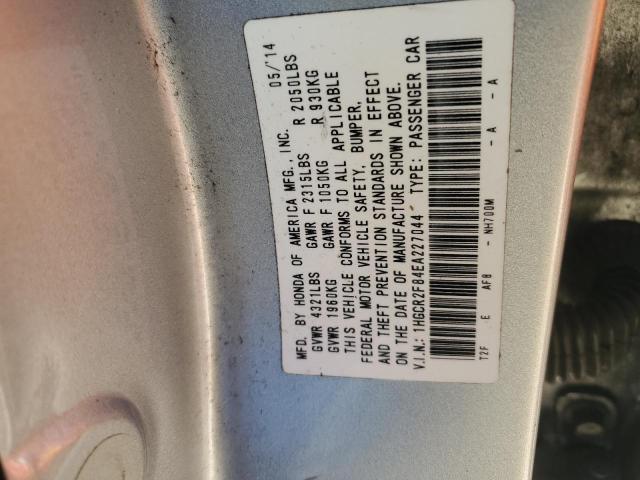 MFD. BY HONDA OF AMERICA MFG., INC. 05/'14
GVWR 4321LBS GAWR F 2315LBS R 2050LBS
GVWR 1960KG GAWR F 1050KG R 930KG
THIS VEHICLE CONFORMS TO ALL APPLICABLE
FEDERAL MOTOR VEHICLE SAFETY, BUMPER,
AND THEFT PREVENTION STANDARDS IN EFFECT
ON THE DATE OF MANUFACTURE SHOWN ABOVE.
V.I.N.: 1HGCR2F84EA227044 TYPE: PASSENGER CAR
T2F E AF8 - NH700M - A - A